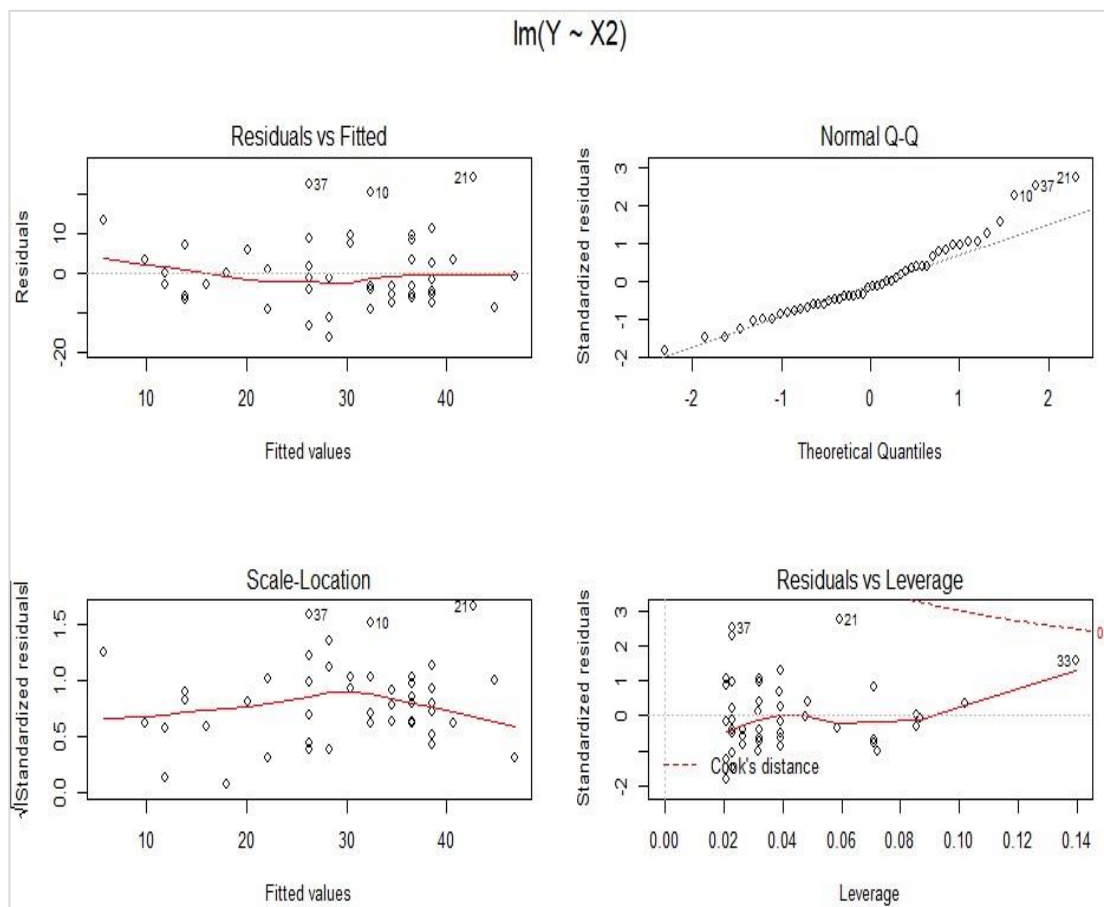 lm(Y ~ X2)
Residuals vs Fitted
Residuals
10
0
-20
37
10
21
10 20 30 40
Fitted values
Normal Q-Q
Standardized residuals
3
2
1
0
-1
-2
10 37 21
-2 -1 0 1 2
Theoretical Quantiles
Scale-Location
√|Standardized residuals|
1.5
1.0
0.5
0.0
37
10
21
10 20 30 40
Fitted values
Residuals vs Leverage
Standardized residuals
3
2
1
0
-2
37
21
33
0
Cook's distance
0.00 0.02 0.04 0.06 0.08 0.10 0.12 0.14
Leverage